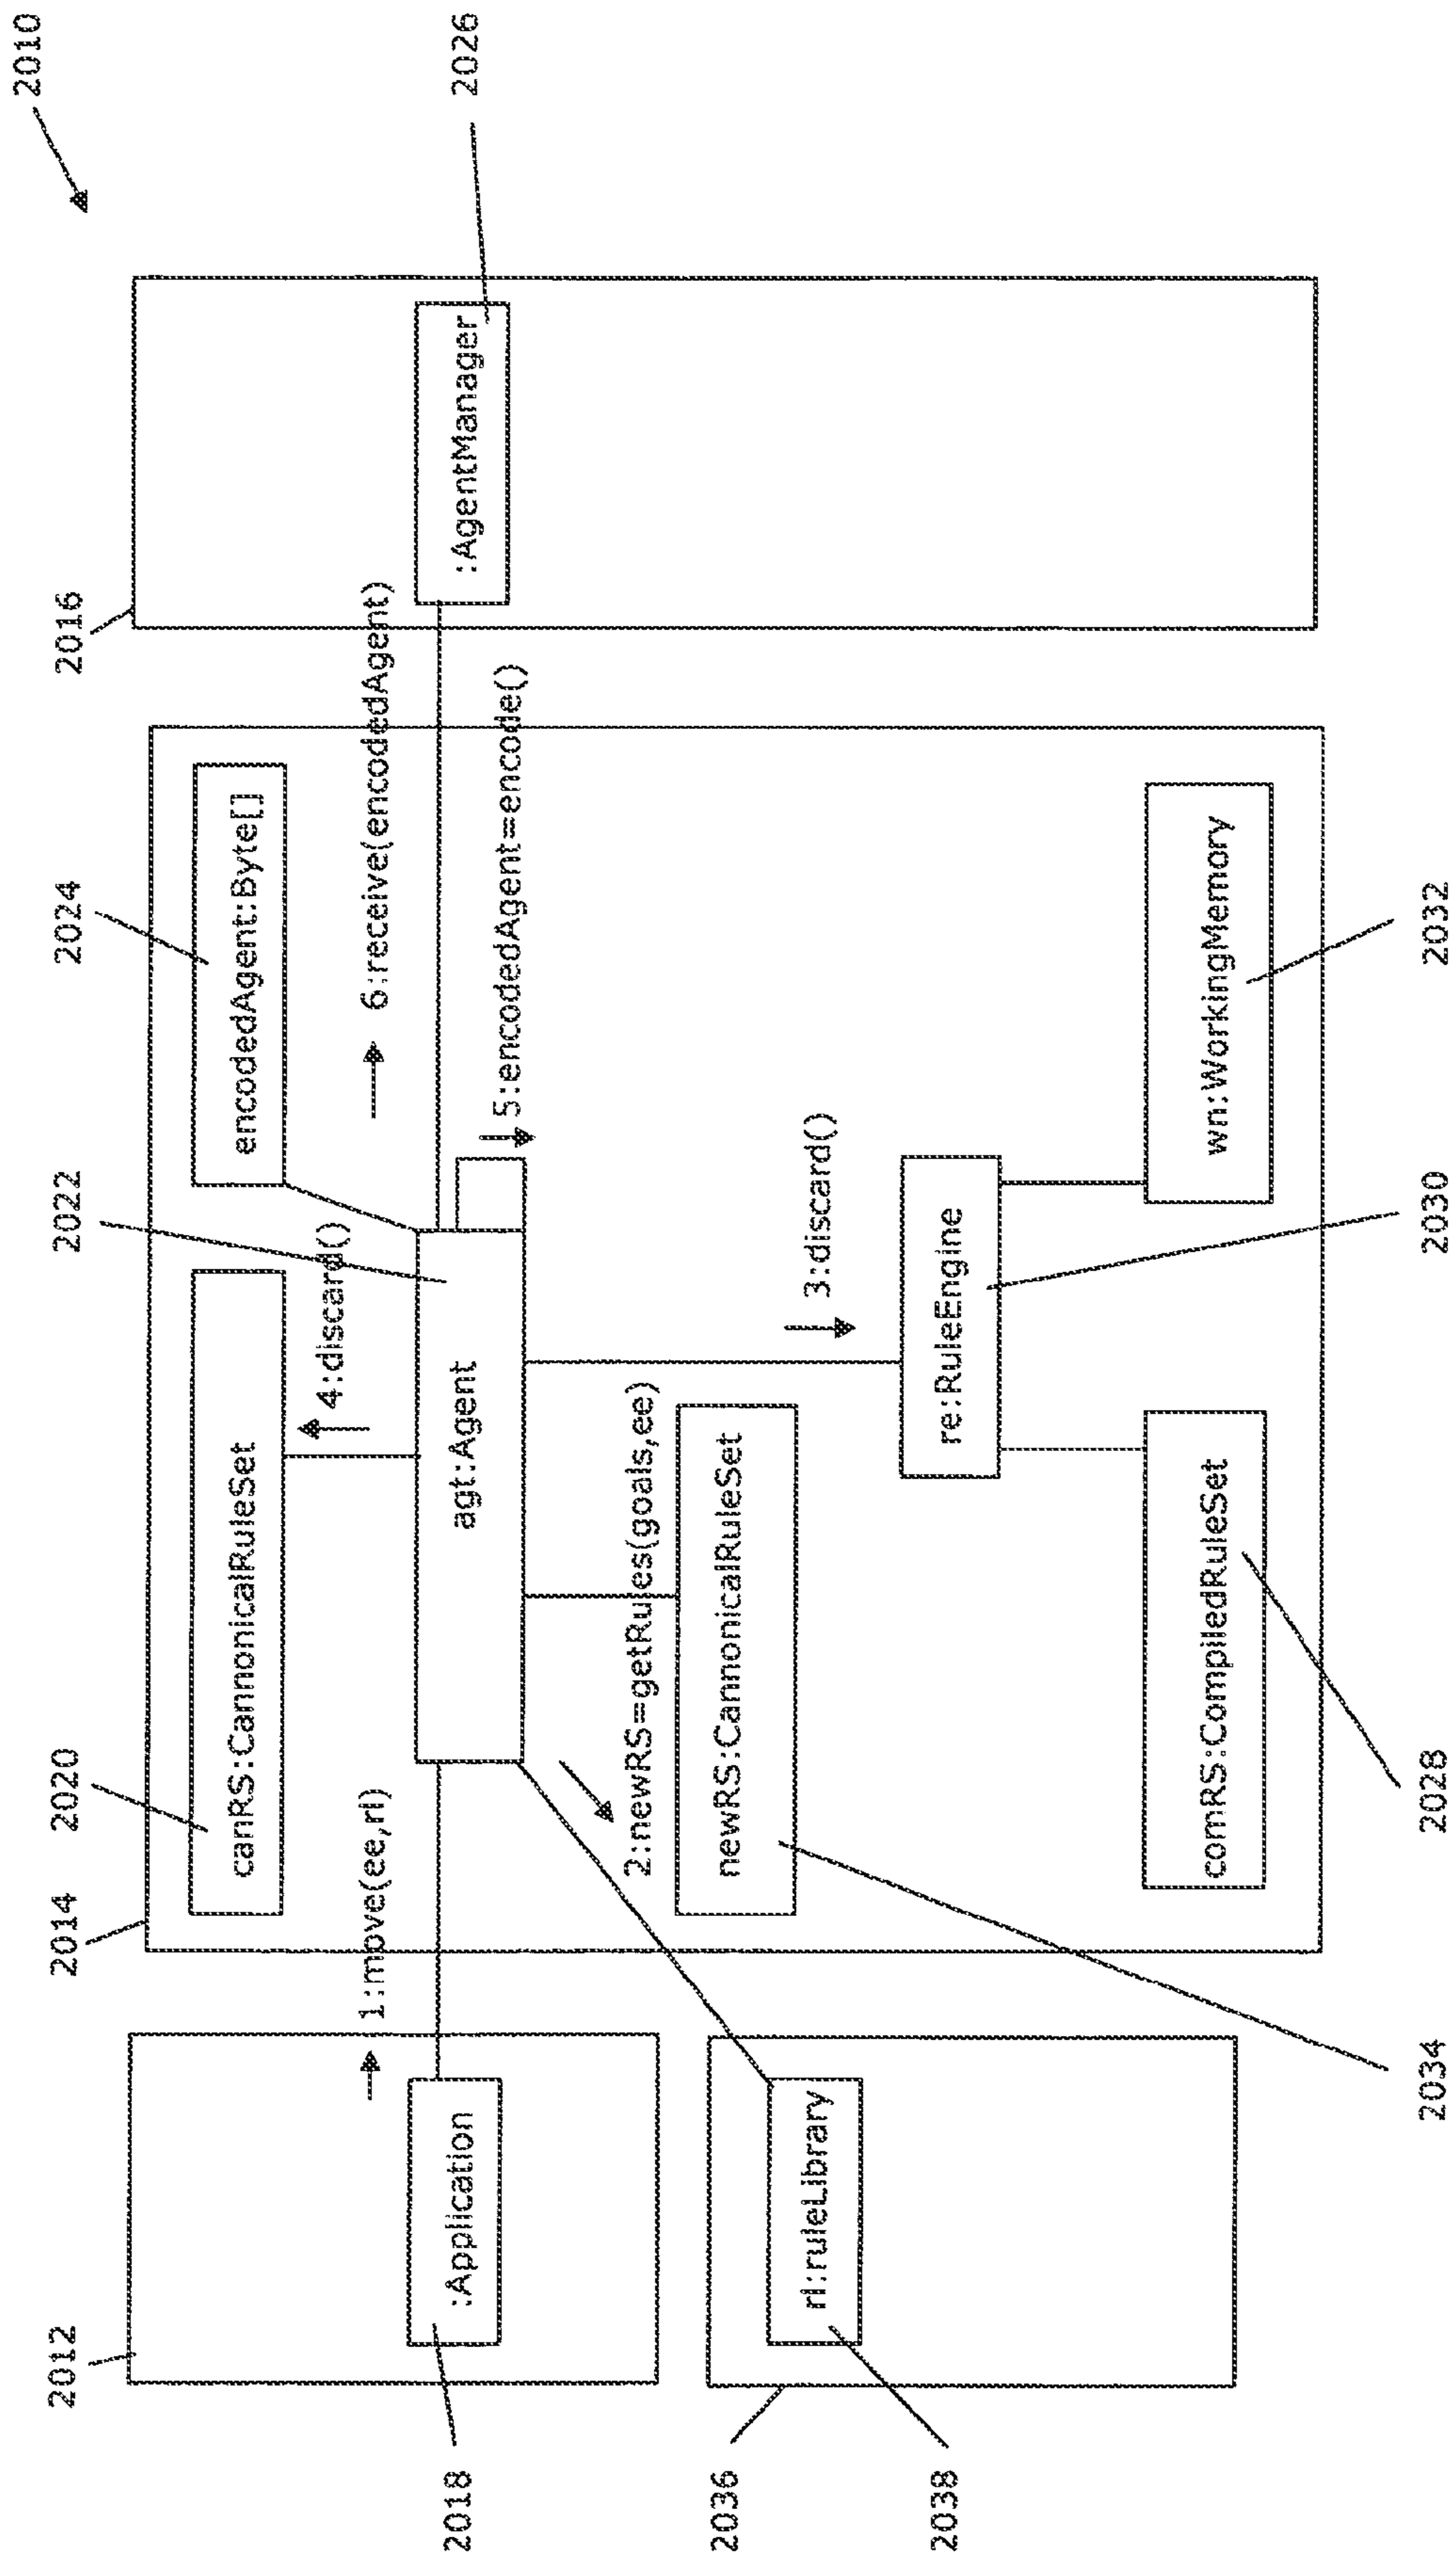 2010
2012
2014
2020
2022
2024
2016
canRS:CannonicalRuleSet
encodedAgent:Byte[]
4:discard()
1:move(ee,rl)
6:receive(encodedAgent)
2018
:Application
agt:Agent
:AgentManager
2026
5:encodedAgent=encode()
2:newRS=getRules(goals,ee)
newRS:CannonicalRuleSet
3:discard()
2036
rl:ruleLibrary
2038
re:RuleEngine
comRS:CompiledRuleSet
wn:WorkingMemory
2034
2028
2030
2032